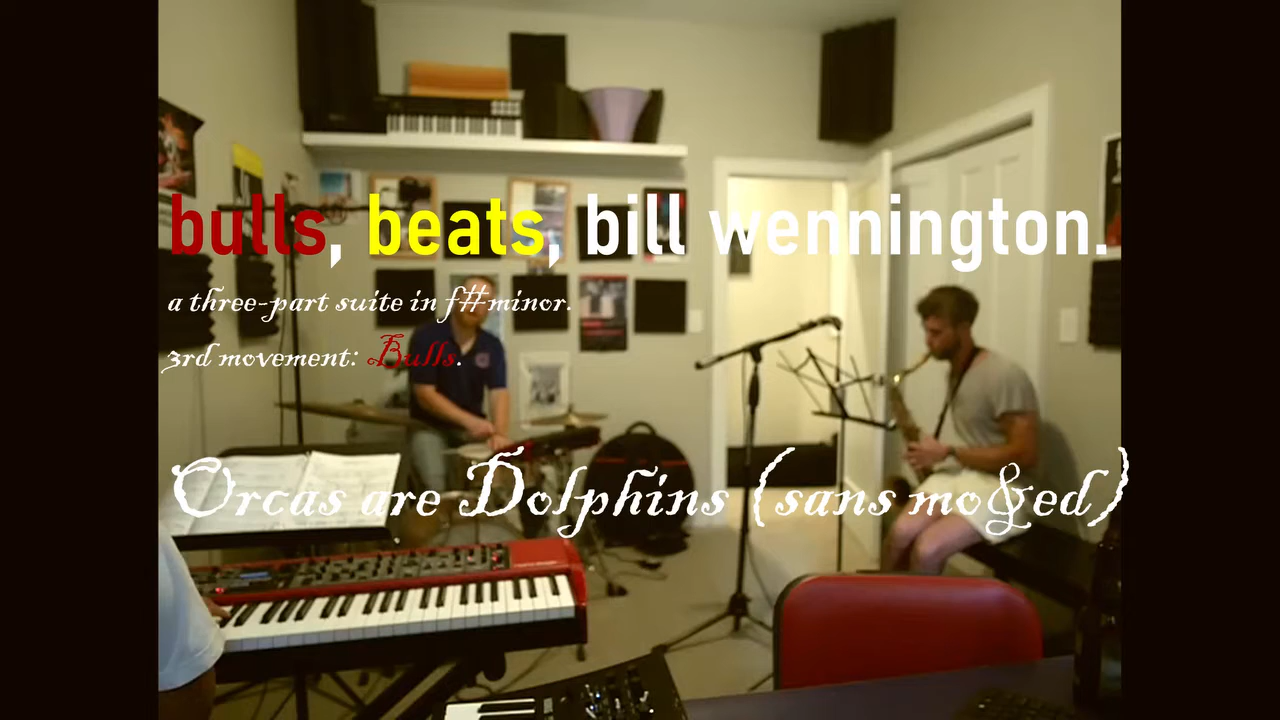 bulls, beats, bill wennington.
a three-part suite in f#minor.
3rd movement: Bulls.
Orcas are Dolphins (sans mo&ed)